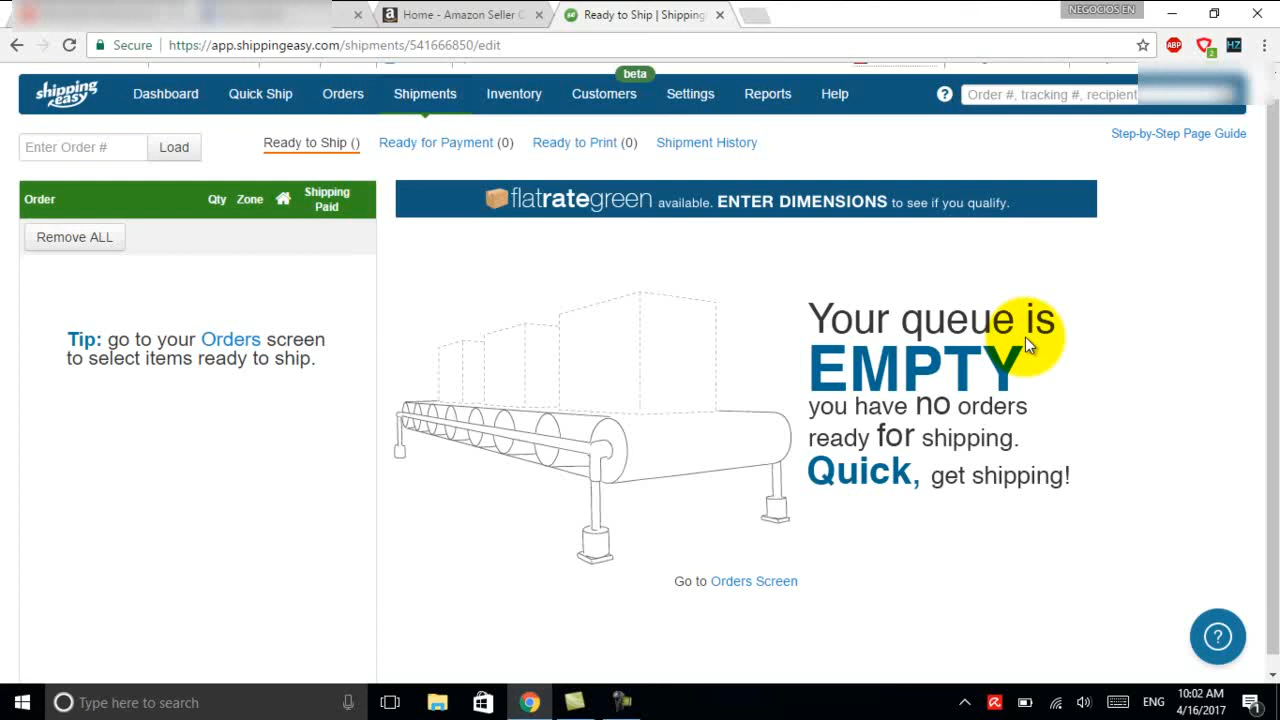 NEGOCIOS EN
Home - Amazon Seller C
Ready to Ship | Shipping
Secure
https://app.shippingeasy.com/shipments/541666850/edit
ABP
2
HZ
beta
shipping easy
Dashboard
Quick Ship
Orders
Shipments
Inventory
Customers
Settings
Reports
Help
?
Order #, tracking #, recipient
Enter Order #
Load
Ready to Ship ()
Ready for Payment (0)
Ready to Print (0)
Shipment History
Step-by-Step Page Guide
Order
Qty
Zone
Shipping
Paid
Remove ALL
Tip: go to your Orders screen
to select items ready to ship.
flatrategreen available. ENTER DIMENSIONS to see if you qualify.
Your queue is
EMPTY
you have no orders
ready for shipping.
Quick, get shipping!
Go to Orders Screen
?
Type here to search
ENG
10:02 AM
4/16/2017
1